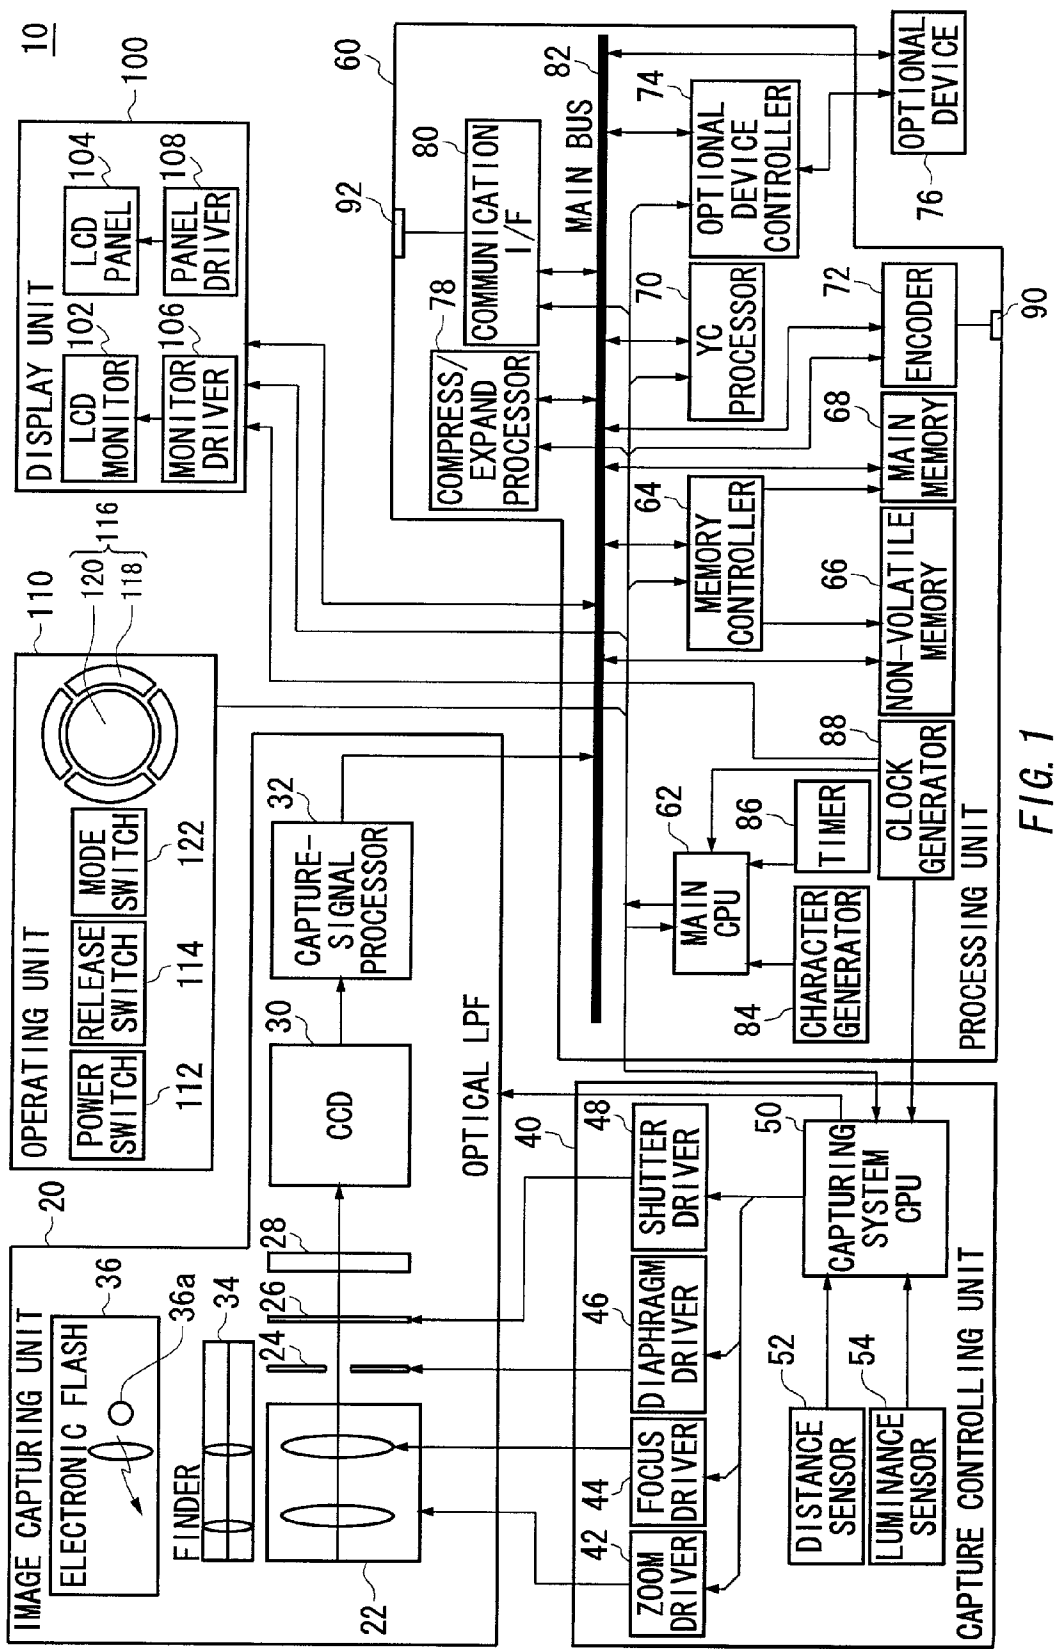 10
IMAGE CAPTURING UNIT
20
ELECTRONIC FLASH
36
36a
FINDER
34
22
24
26
28
CCD
30
CAPTURE-
SIGNAL
PROCESSOR
32
OPTICAL LPF
OPERATING UNIT
110
POWER
SWITCH
112
RELEASE
SWITCH
114
MODE
SWITCH
122
120
120
118
116
DISPLAY UNIT
100
LCD
MONITOR
102
LCD
PANEL
104
MONITOR
DRIVER
106
PANEL
DRIVER
108
CAPTURE CONTROLLING UNIT
40
ZOOM
DRIVER
42
FOCUS
DRIVER
44
DIAPHRAGM
DRIVER
46
SHUTTER
DRIVER
48
CAPTURING
SYSTEM
CPU
50
DISTANCE
SENSOR
52
LUMINANCE
SENSOR
54
PROCESSING UNIT
60
MAIN BUS
82
COMPRESS/
EXPAND
PROCESSOR
78
COMMUNICATION
I/F
80
92
MAIN
CPU
62
CHARACTER
GENERATOR
84
TIMER
86
CLOCK
GENERATOR
88
MEMORY
CONTROLLER
64
NON-VOLATILE
MEMORY
66
MAIN
MEMORY
68
YC
PROCESSOR
70
ENCODER
72
90
OPTIONAL
DEVICE
CONTROLLER
74
OPTIONAL
DEVICE
76
FIG. 1